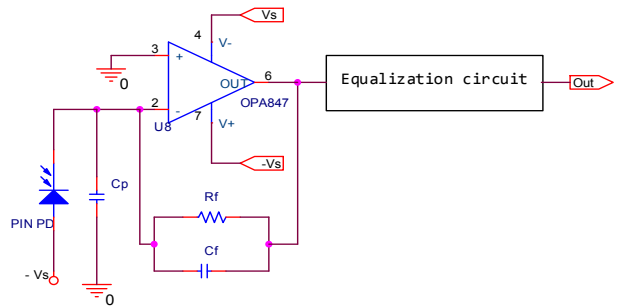 Vs
4
V-
3
+
0
OUT
6
OPA847
Equalization circuit
Out
2
-
7
U8
V+
-Vs
Cp
Rf
PIN PD
Cf
- Vs
0